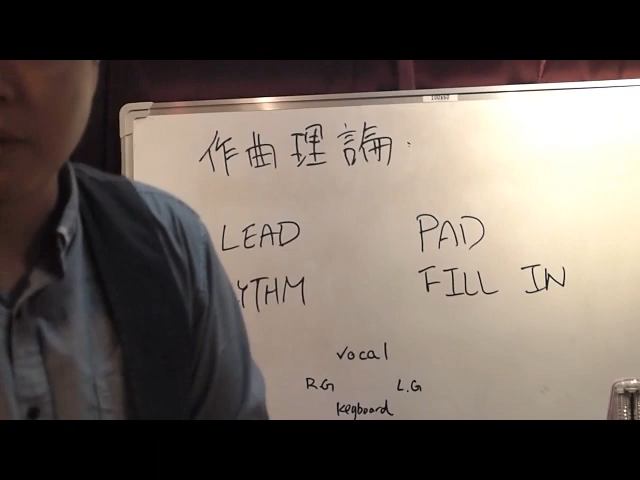 作曲理論.
LEAD PAD
YTHM FILL IN
vocal
R.G L.G
keyboard